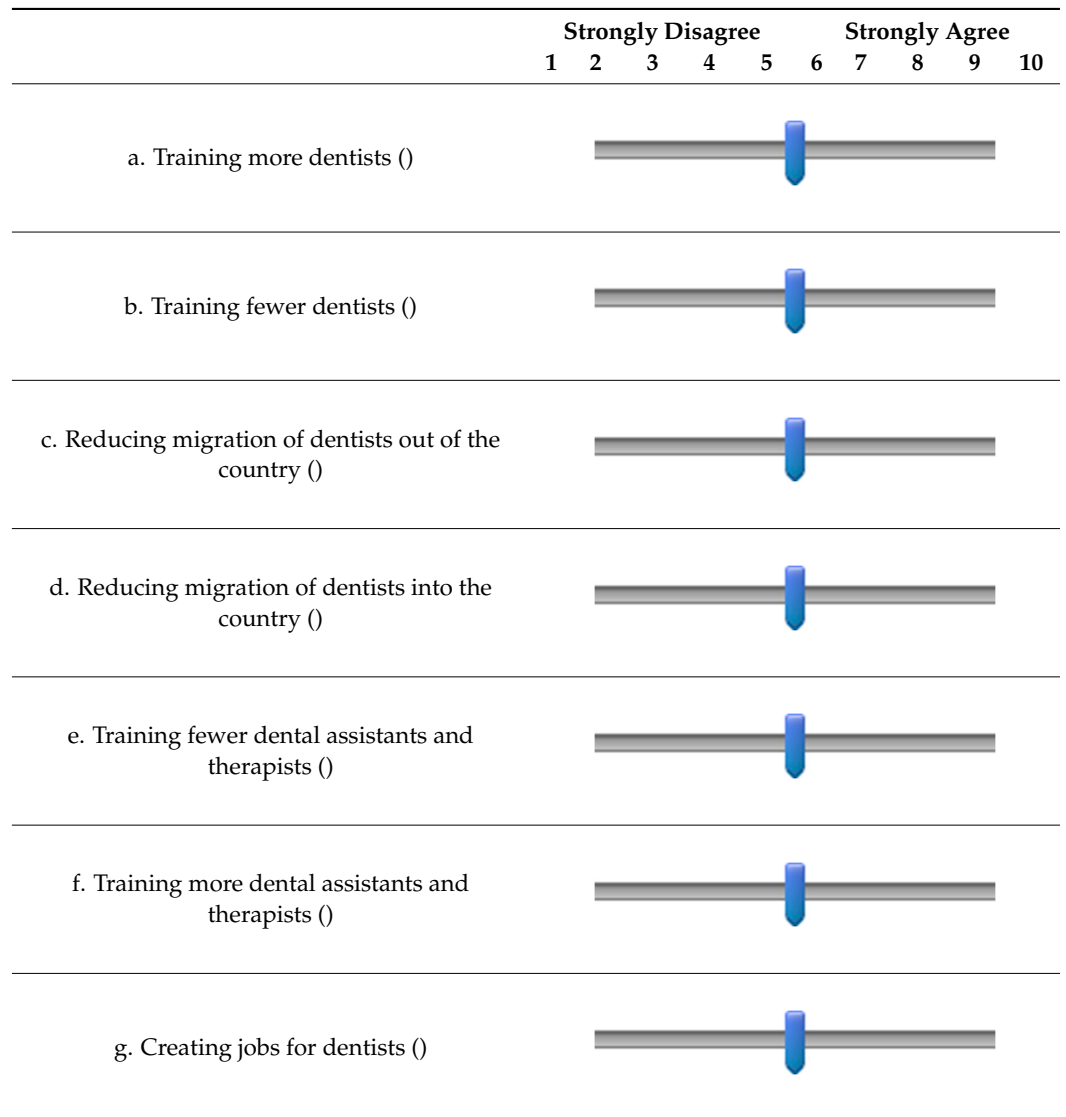 Strongly Disagree Strongly Agree
1 2 3 4 5 6 7 8 9 10
a. Training more dentists ()
b. Training fewer dentists ()
c. Reducing migration of dentists out of the
country ()
d. Reducing migration of dentists into the
country ()
e. Training fewer dental assistants and
therapists ()
f. Training more dental assistants and
therapists ()
g. Creating jobs for dentists ()